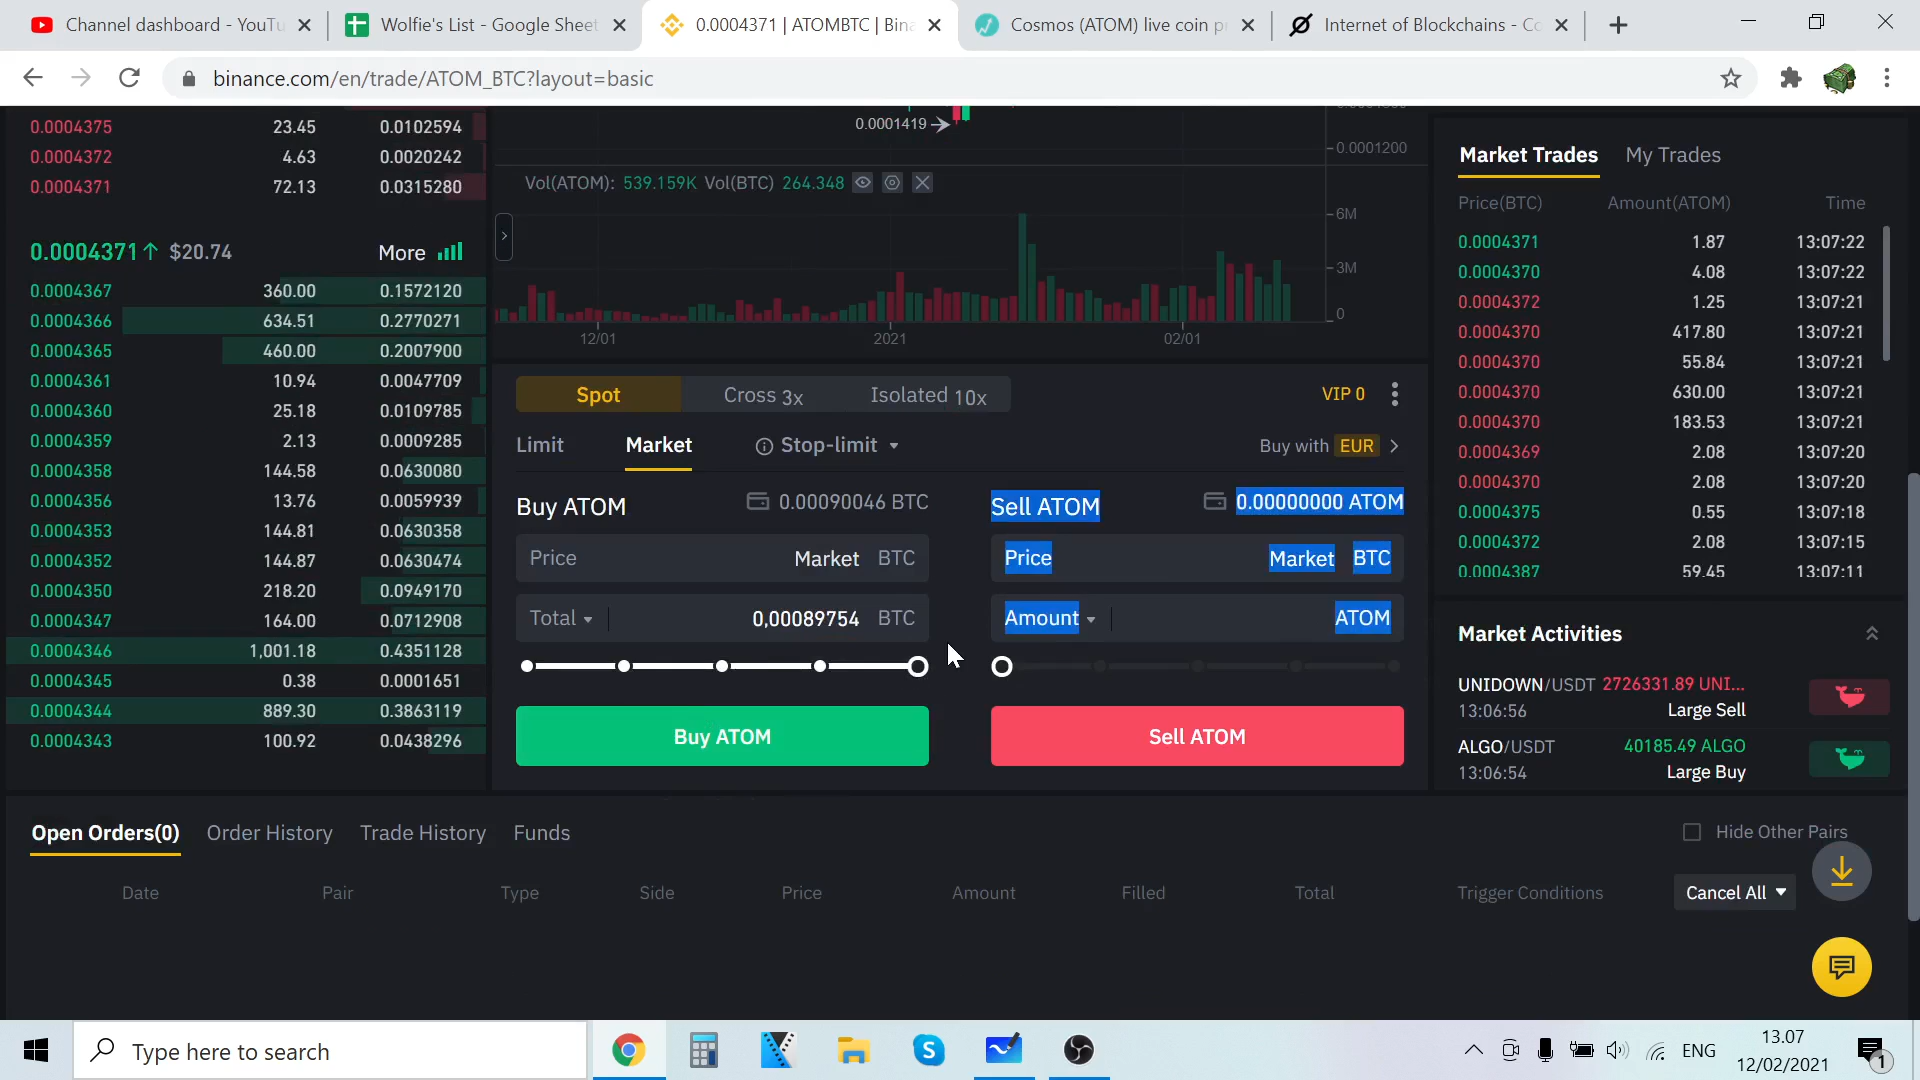 Channel dashboard - YouTu
Wolfie's List - Google Sheet
0.0004371 | ATOMBTC | Bina
Cosmos (ATOM) live coin p
Internet of Blockchains - Co
binance.com/en/trade/ATOM_BTC?layout=basic
0.0004375 23.45 0.0102594
0.0004372 4.63 0.0020242
0.0004371 72.13 0.0315280
0.0004371↑ $20.74 More
0.0004367 360.00 0.1572120
0.0004366 634.51 0.2770271
0.0004365 460.00 0.2007900
0.0004361 10.94 0.0047709
0.0004360 25.18 0.0109785
0.0004359 2.13 0.0009285
0.0004358 144.58 0.0630080
0.0004356 13.76 0.0059939
0.0004353 144.81 0.0630358
0.0004352 144.87 0.0630474
0.0004350 218.20 0.0949170
0.0004347 164.00 0.0712908
0.0004346 1,001.18 0.4351128
0.0004345 0.38 0.0001651
0.0004344 889.30 0.3863119
0.0004343 100.92 0.0438296
0.0001419
0.0001200
Vol(ATOM): 539.159K Vol(BTC) 264.348
6M
3M
0
12/01 2021 02/01
Spot Cross 3x Isolated 10x VIP 0
Limit Market Stop-limit Buy with EUR
Buy ATOM 0.00090046 BTC
Price Market BTC
Total 0,00089754 BTC
Buy ATOM
Sell ATOM 0.00000000 ATOM
Price Market BTC
Amount ATOM
Sell ATOM
Market Trades My Trades
Price(BTC) Amount(ATOM) Time
0.0004371 1.87 13:07:22
0.0004370 4.08 13:07:22
0.0004372 1.25 13:07:21
0.0004370 417.80 13:07:21
0.0004370 55.84 13:07:21
0.0004370 630.00 13:07:21
0.0004370 183.53 13:07:21
0.0004369 2.08 13:07:20
0.0004370 2.08 13:07:20
0.0004375 0.55 13:07:18
0.0004372 2.08 13:07:15
0.0004387 59.45 13:07:11
Market Activities
UNIDOWN/USDT 2726331.89 UNI...
13:06:56 Large Sell
ALGO/USDT 40185.49 ALGO
13:06:54 Large Buy
Open Orders(0) Order History Trade History Funds Hide Other Pairs
Date Pair Type Side Price Amount Filled Total Trigger Conditions Cancel All
Type here to search
ENG
13.07
12/02/2021
1